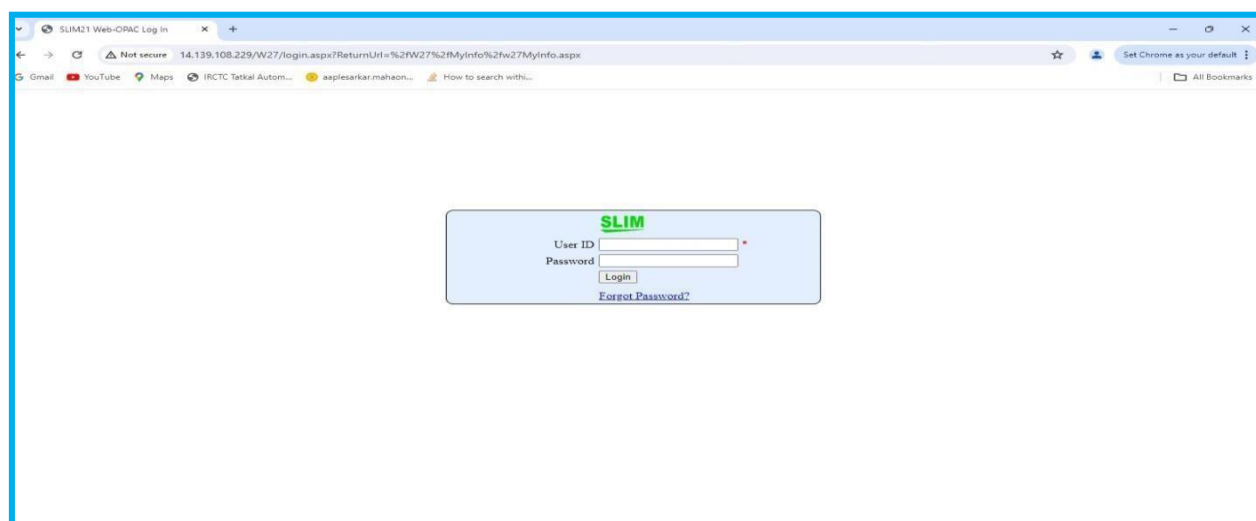 SLIM21 Web-OPAC Log In
Not secure 14.139.108.229/W27/login.aspx?ReturnUrl=%2fW27%2fMyInfo%2fw27MyInfo.aspx Set Chrome as your default
Gmail YouTube Maps IRCTC Tatkal Autom... aaplesarkar.mahaon... How to search withi... All Bookmarks
SLIM
User ID *
Password
Login
Forgot Password?